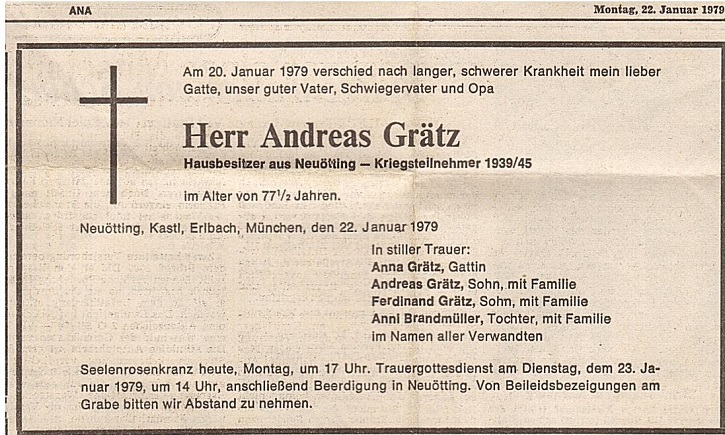 ANA Montag, 22. Januar 1979
Am 20. Januar 1979 verschied nach langer, schwerer Krankheit mein lieber
Gatte, unser guter Vater, Schwiegervater und Opa
Herr Andreas Grätz
Hausbesitzer aus Neuötting — Kriegsteilnehmer 1939/45
im Alter von 77½ Jahren.
Neuötting, Kastl, Erlbach, München, den 22. Januar 1979
In stiller Trauer:
Anna Grätz, Gattin
Andreas Grätz, Sohn, mit Familie
Ferdinand Grätz, Sohn, mit Familie
Anni Brandmüller, Tochter, mit Familie
im Namen aller Verwandten
Seelenrosenkranz heute, Montag, um 17 Uhr. Trauergottesdienst am Dienstag, dem 23. Ja-
nuar 1979, um 14 Uhr, anschließend Beerdigung in Neuötting. Von Beileidsbezeigungen am
Grabe bitten wir Abstand zu nehmen.